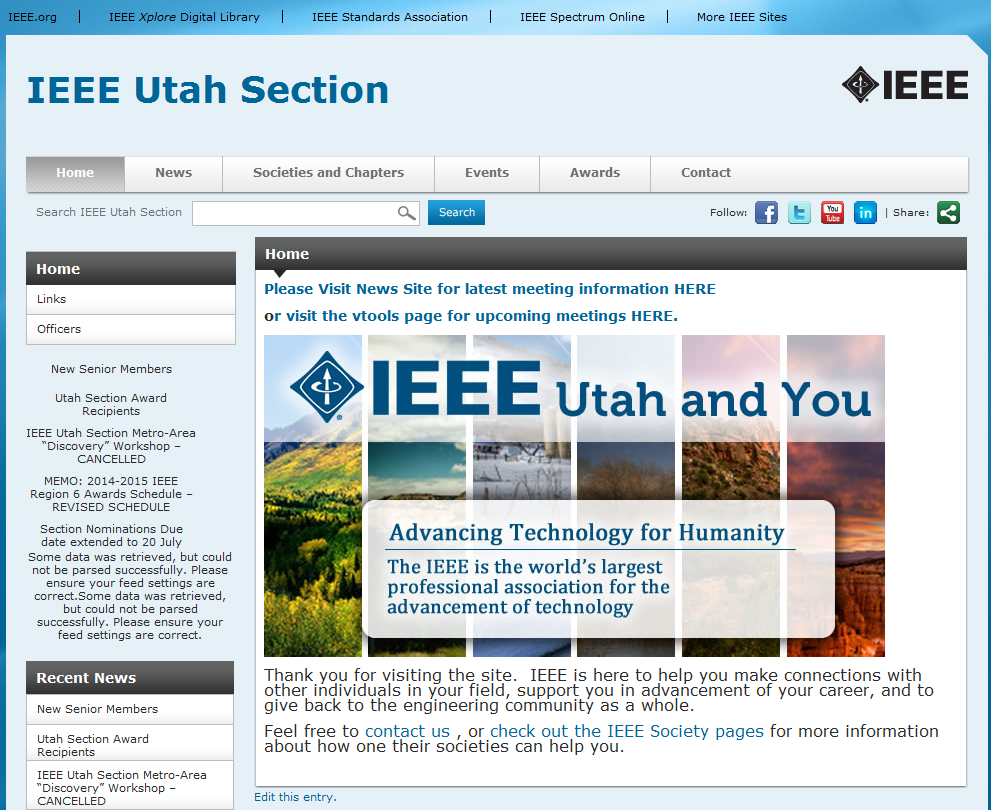 IEEE.org | IEEE Xplore Digital Library | IEEE Standards Association | IEEE Spectrum Online | More IEEE Sites
IEEE Utah Section
IEEE
Home News Societies and Chapters Events Awards Contact
Search IEEE Utah Section Search Follow: f t You Tube in | Share:
Home
Links
Officers
New Senior Members
Utah Section Award
Recipients
IEEE Utah Section Metro-Area
“Discovery” Workshop –
CANCELLED
MEMO: 2014-2015 IEEE
Region 6 Awards Schedule –
REVISED SCHEDULE
Section Nominations Due
date extended to 20 July
Some data was retrieved, but could
not be parsed successfully. Please
ensure your feed settings are
correct.Some data was retrieved,
but could not be parsed
successfully. Please ensure your
feed settings are correct.
Recent News
New Senior Members
Utah Section Award
Recipients
IEEE Utah Section Metro-Area
“Discovery” Workshop –
CANCELLED
Home
Please Visit News Site for latest meeting information HERE
or visit the vtools page for upcoming meetings HERE.
IEEE Utah and You
Advancing Technology for Humanity
The IEEE is the world’s largest
professional association for the
advancement of technology
Thank you for visiting the site.  IEEE is here to help you make connections with
other individuals in your field, support you in advancement of your career, and to
give back to the engineering community as a whole.
Feel free to contact us , or check out the IEEE Society pages for more information
about how one their societies can help you.
Edit this entry.